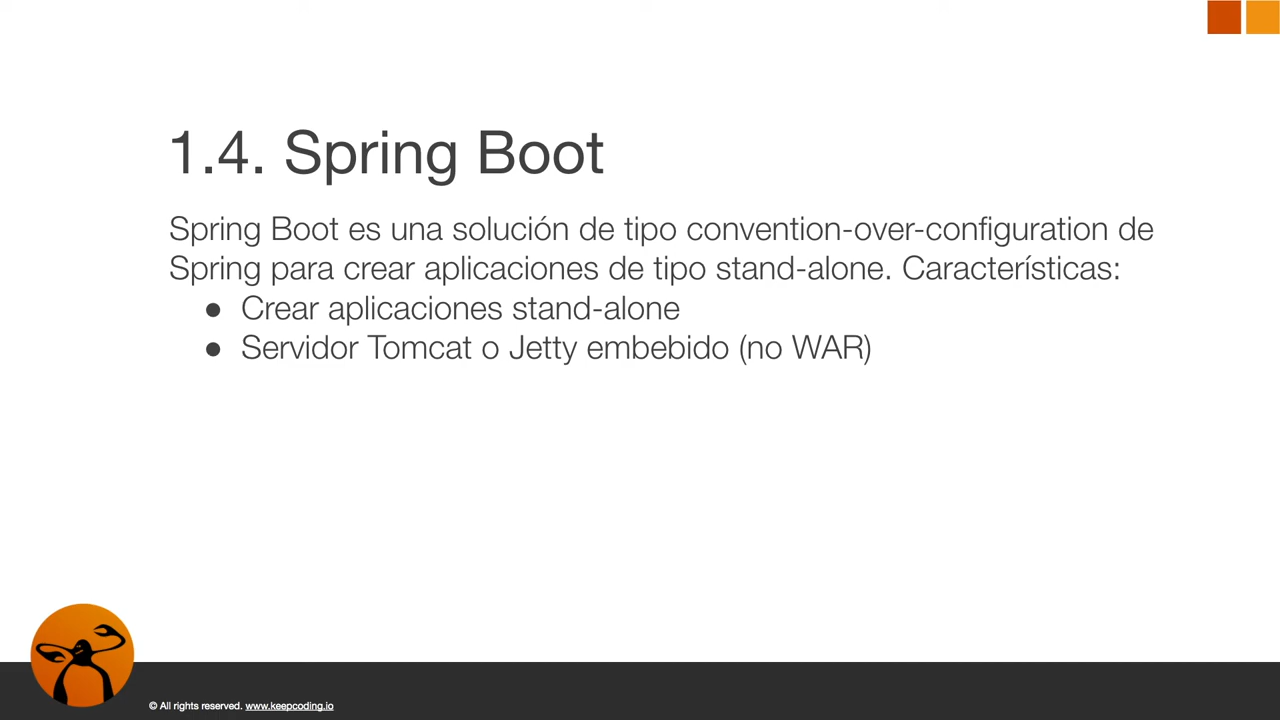 1.4. Spring Boot
Spring Boot es una solución de tipo convention-over-configuration de
Spring para crear aplicaciones de tipo stand-alone. Características:
● Crear aplicaciones stand-alone
● Servidor Tomcat o Jetty embebido (no WAR)
© All rights reserved. www.keepcoding.io